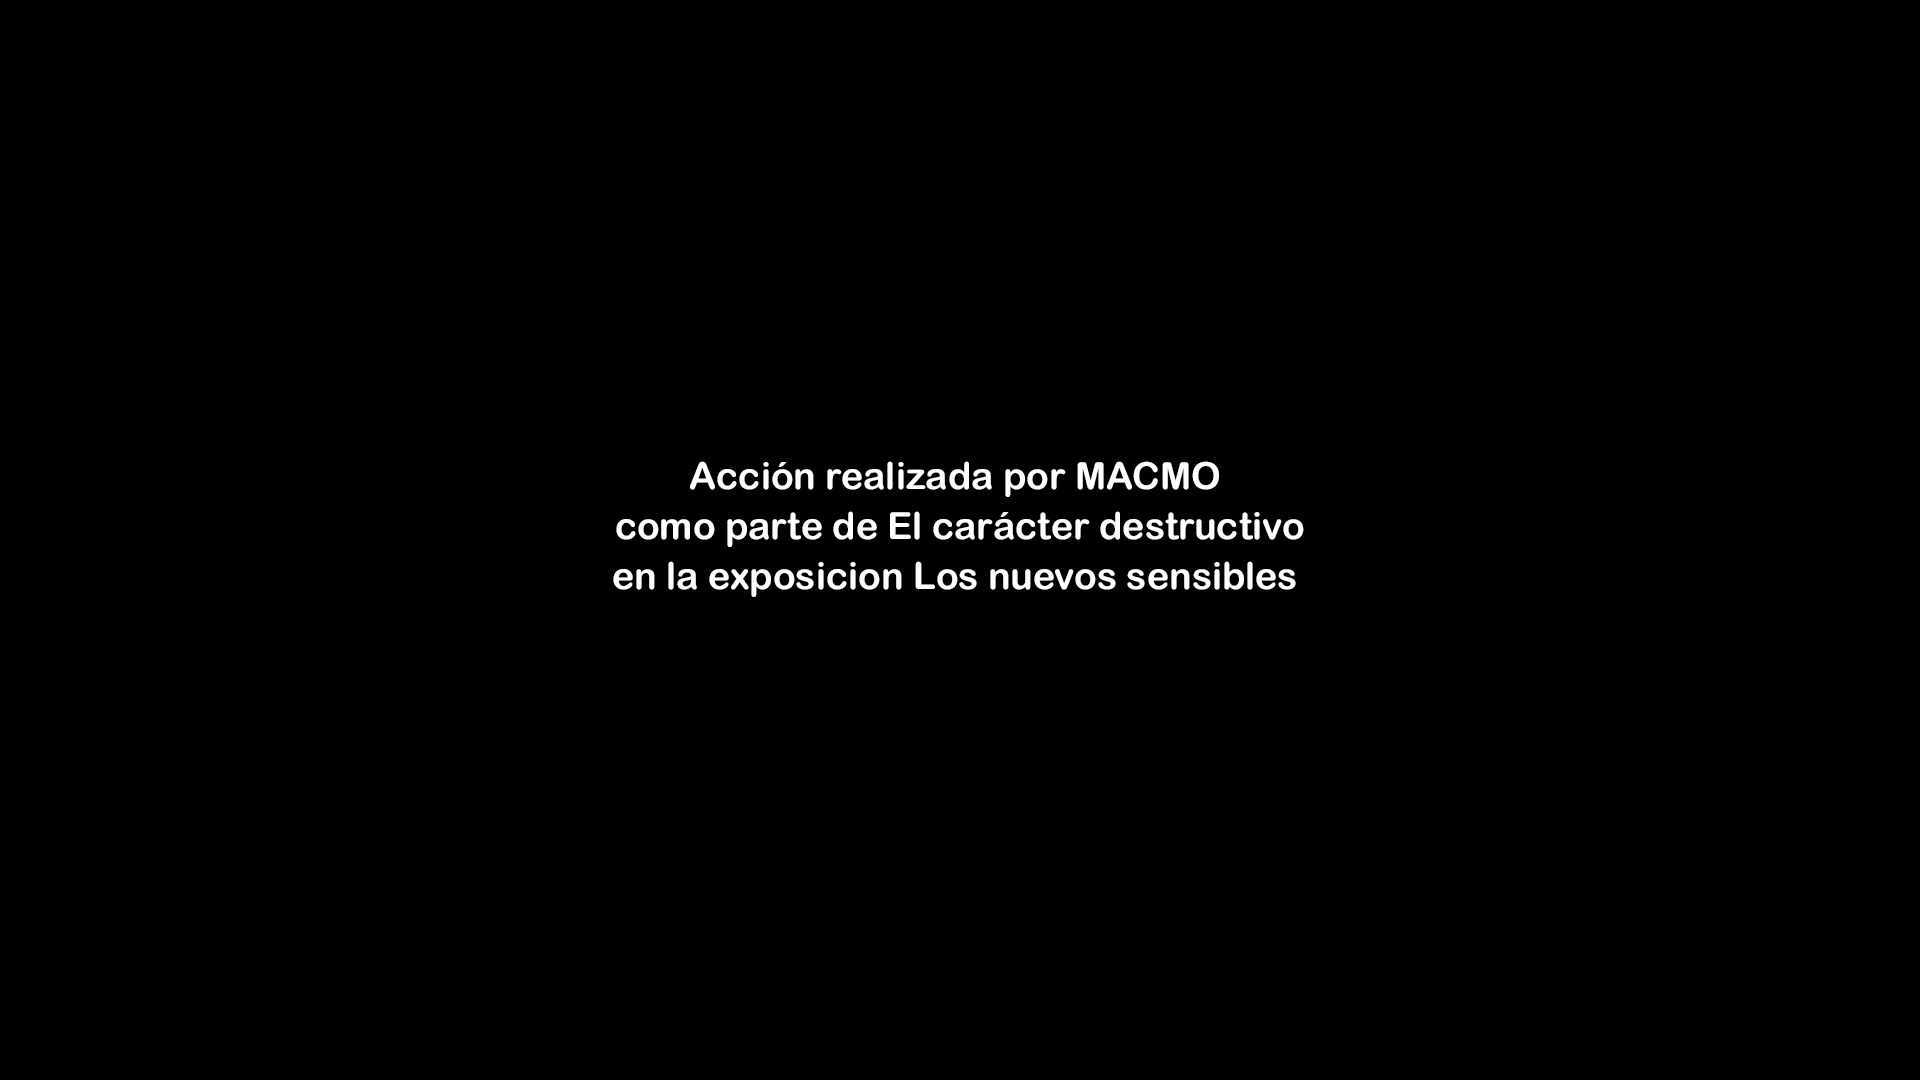 Acción realizada por MACMO
como parte de El carácter destructivo
en la exposicion Los nuevos sensibles